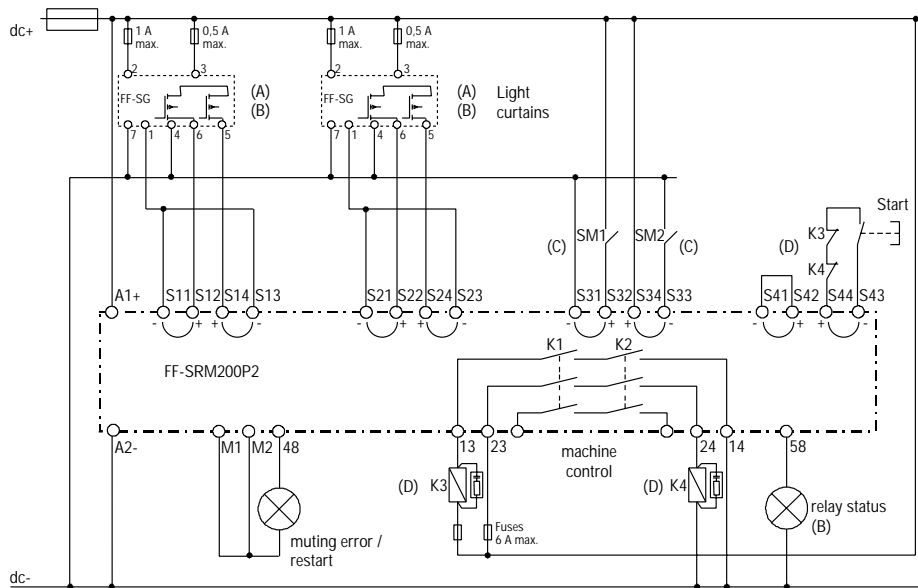 dc+
1 A
max.
0,5 A
max.
1 A
max.
0,5 A
max.
2
3
2
3
FF-SG
(A)
(B)
FF-SG
(A)
(B)
Light
curtains
7
1
4
6
5
7
1
4
6
5
(C)
SM1
SM2
(C)
(D)
K3
K4
Start
A1+
S11
S12
S14
S13
S21
S22
S24
S23
S31
S32
S34
S33
S41
S42
S44
S43
- + + -
- + + -
- + + -
- + + -
FF-SRM200P2
K1
K2
A2-
M1
M2
48
13
23
machine
control
24
14
58
(D)
K3
(D)
K4
relay status
(B)
muting error /
restart
Fuses
6 A max.
dc-